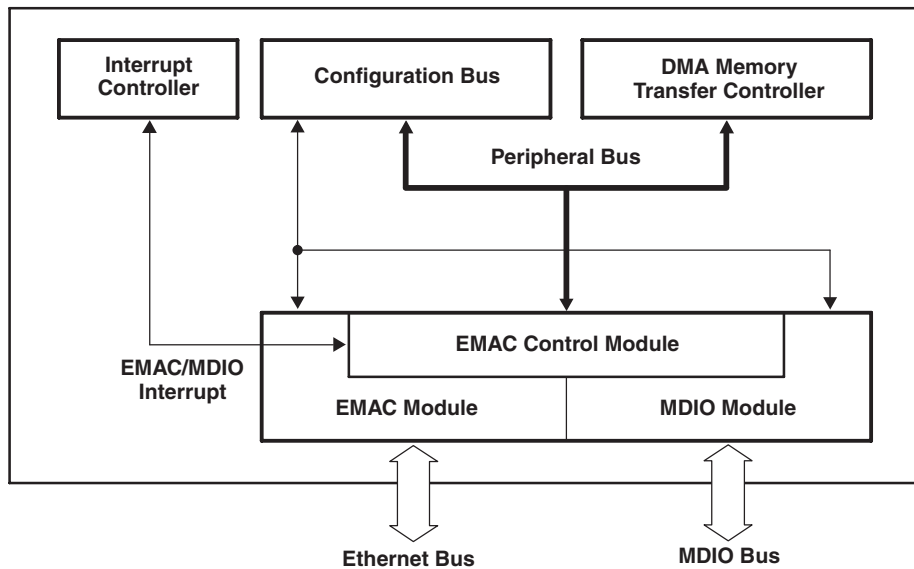 Interrupt
Controller
Configuration Bus
DMA Memory
Transfer Controller
Peripheral Bus
EMAC Control Module
EMAC/MDIO
Interrupt
EMAC Module
MDIO Module
Ethernet Bus
MDIO Bus